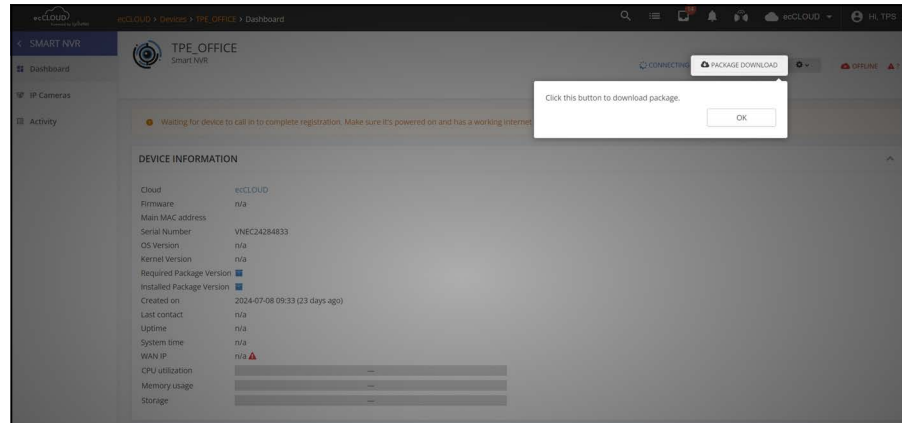 ecCLOUD
ecCLOUD > Devices > TPE_OFFICE > Dashboard
ecCLOUD
Hi, TPS
SMART NVR
Dashboard
IP Cameras
Activity
TPE_OFFICE
Smart NVR
CONNECTING
PACKAGE DOWNLOAD
OFFLINE
Click this button to download package.
OK
Waiting for device to call in to complete registration. Make sure it's powered on and has a working internet
DEVICE INFORMATION
Cloud ecCLOUD
Firmware n/a
Main MAC address
Serial Number VNEC24284833
OS Version n/a
Kernel Version n/a
Required Package Version
Installed Package Version
Created on 2024-07-08 09:33 (23 days ago)
Last contact n/a
Uptime n/a
System time n/a
WAN IP n/a
CPU utilization —
Memory usage —
Storage —